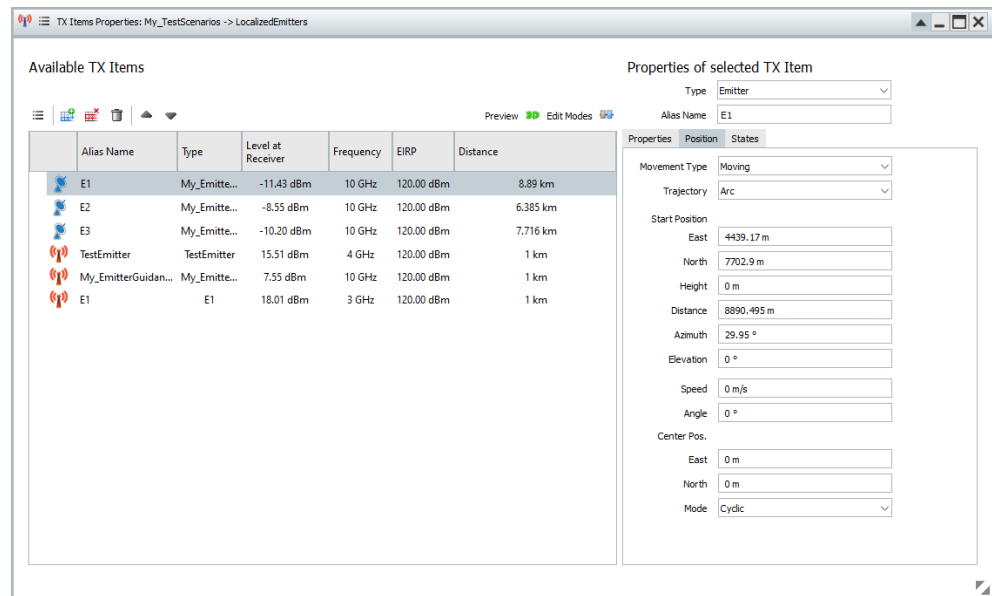 TX Items Properties: My_TestScenarios -> LocalizedEmitters
Available TX Items
Preview 3D Edit Modes
Alias Name Type Level at Receiver Frequency EIRP Distance
E1 My_Emitte... -11.43 dBm 10 GHz 120.00 dBm 8.89 km
E2 My_Emitte... -8.55 dBm 10 GHz 120.00 dBm 6.385 km
E3 My_Emitte... -10.20 dBm 10 GHz 120.00 dBm 7.716 km
TestEmitter TestEmitter 15.51 dBm 4 GHz 120.00 dBm 1 km
My_EmitterGuidan... My_Emitte... 7.55 dBm 10 GHz 120.00 dBm 1 km
E1 E1 18.01 dBm 3 GHz 120.00 dBm 1 km
Properties of selected TX Item
Type Emitter
Alias Name E1
Properties Position States
Movement Type Moving
Trajectory Arc
Start Position
East 4439.17 m
North 7702.9 m
Height 0 m
Distance 8890.495 m
Azimuth 29.95 °
Elevation 0 °
Speed 0 m/s
Angle 0 °
Center Pos.
East 0 m
North 0 m
Mode Cyclic